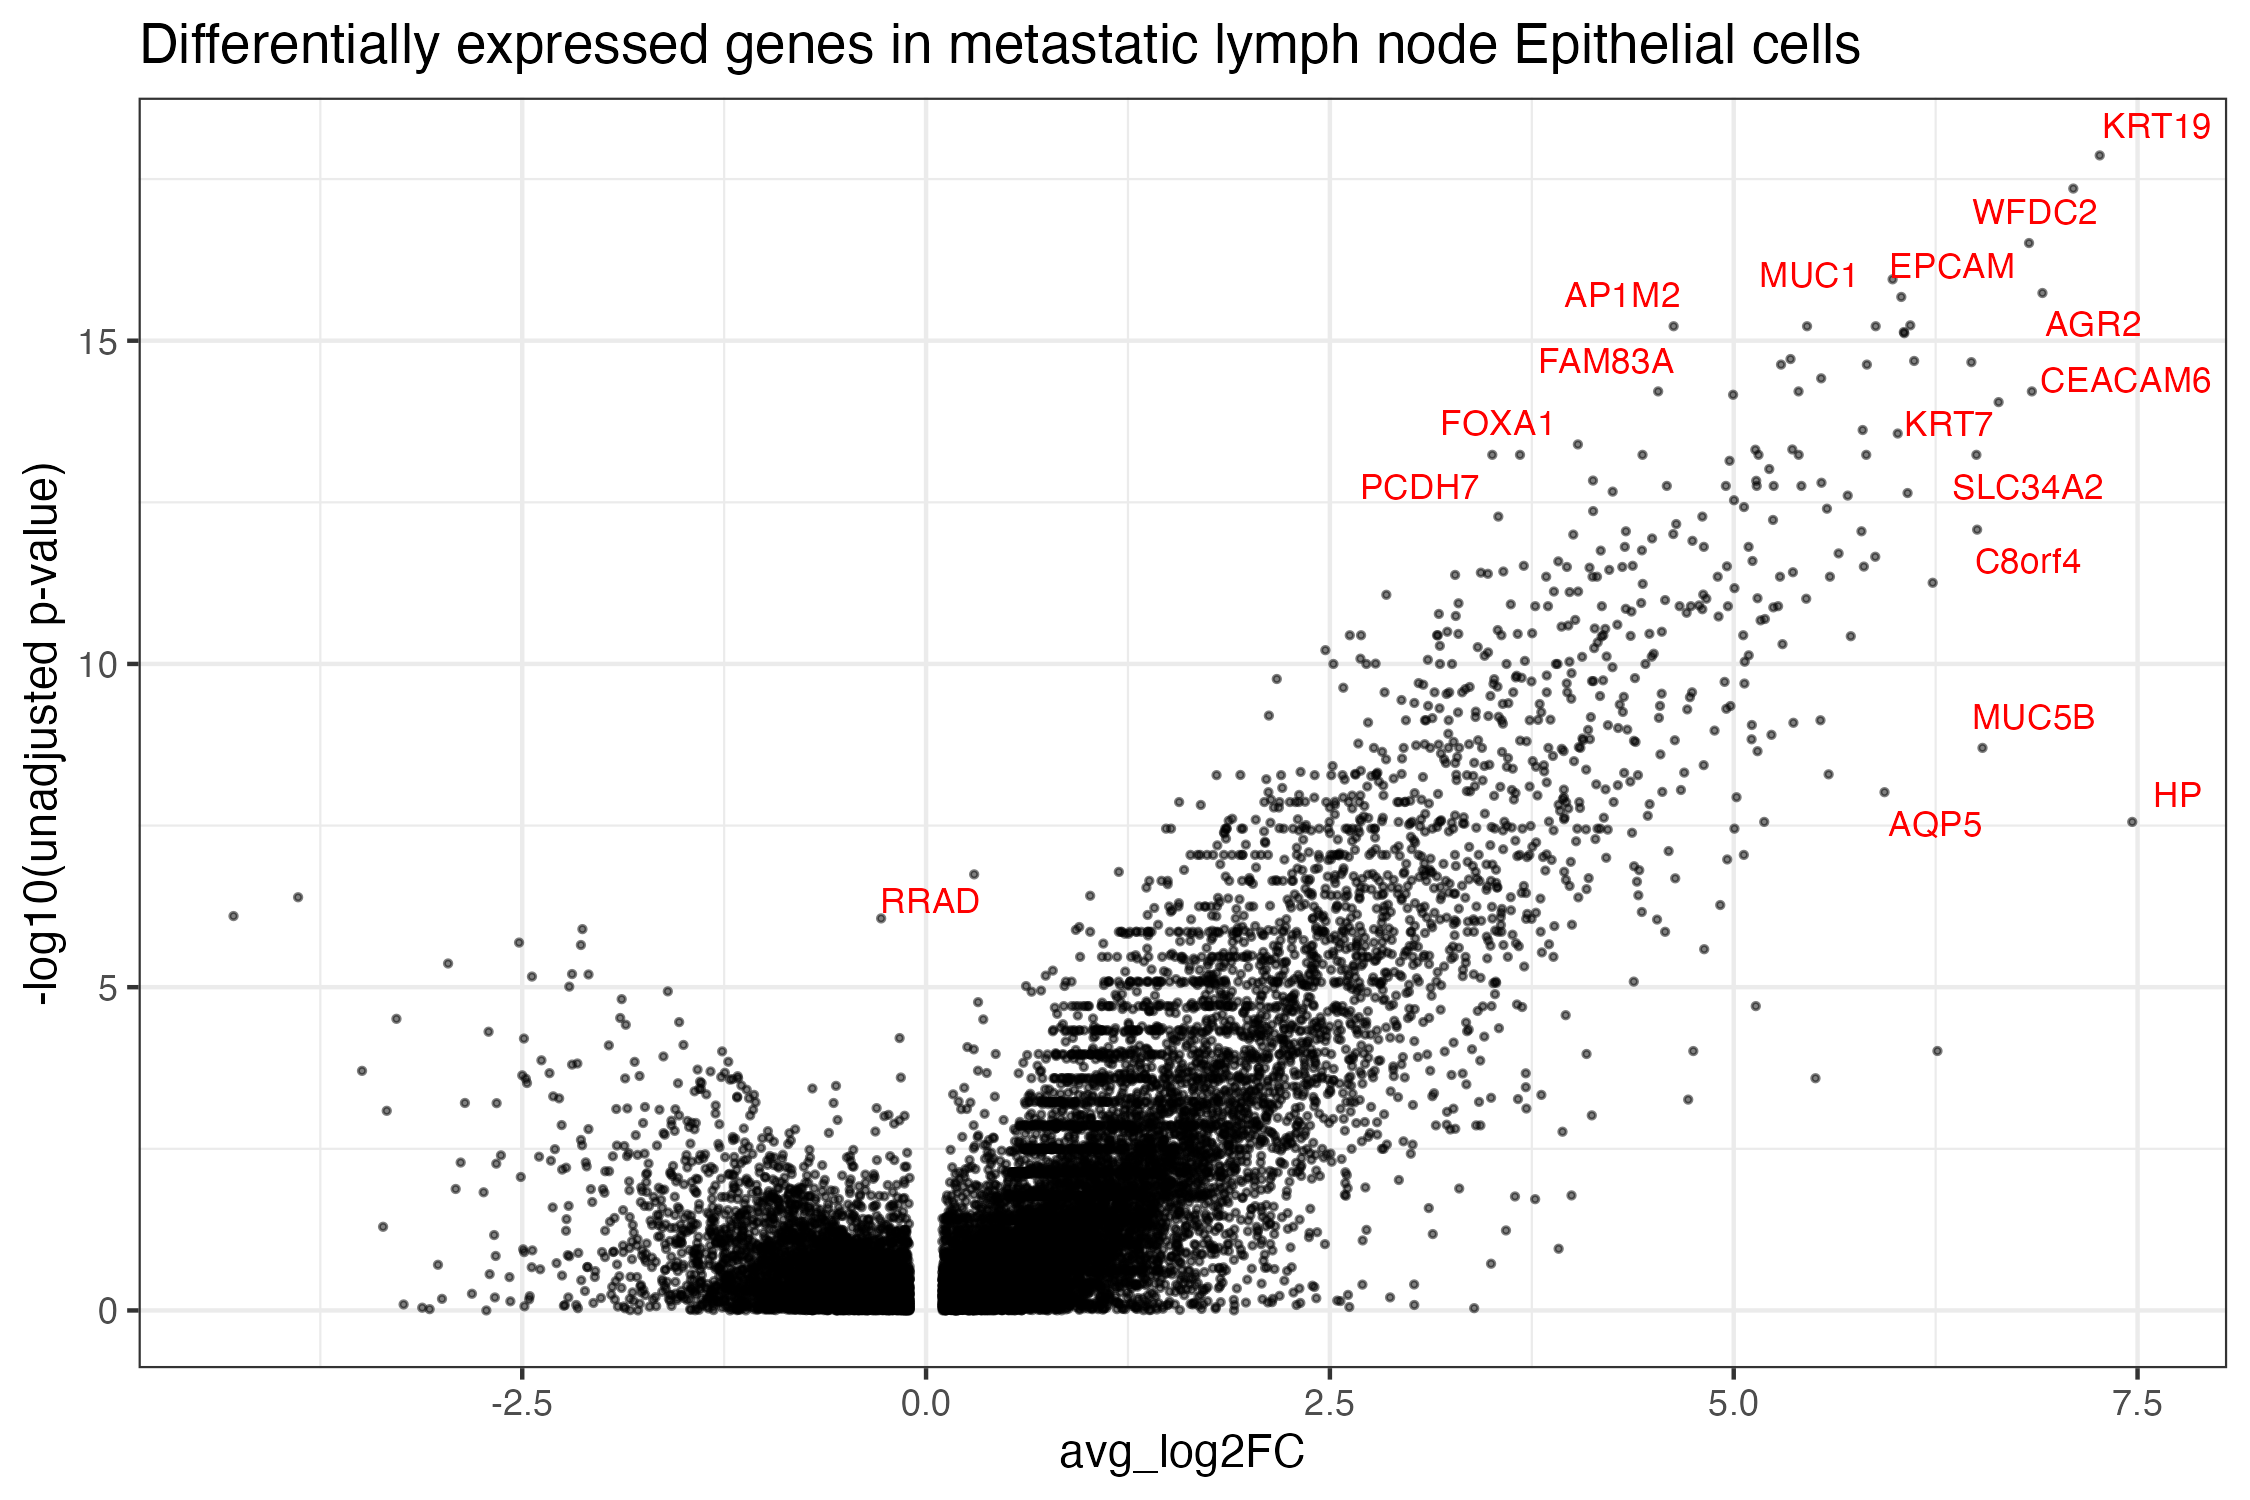 Differentially expressed genes in metastatic lymph node Epithelial cells
KRT19
WFDC2
EPCAM
MUC1
AP1M2
AGR2
FAM83A
CEACAM6
FOXA1
KRT7
PCDH7
SLC34A2
C8orf4
MUC5B
HP
AQP5
RRAD
-log10(unadjusted p-value)
15
10
5
0
-2.5
0.0
2.5
5.0
7.5
avg_log2FC